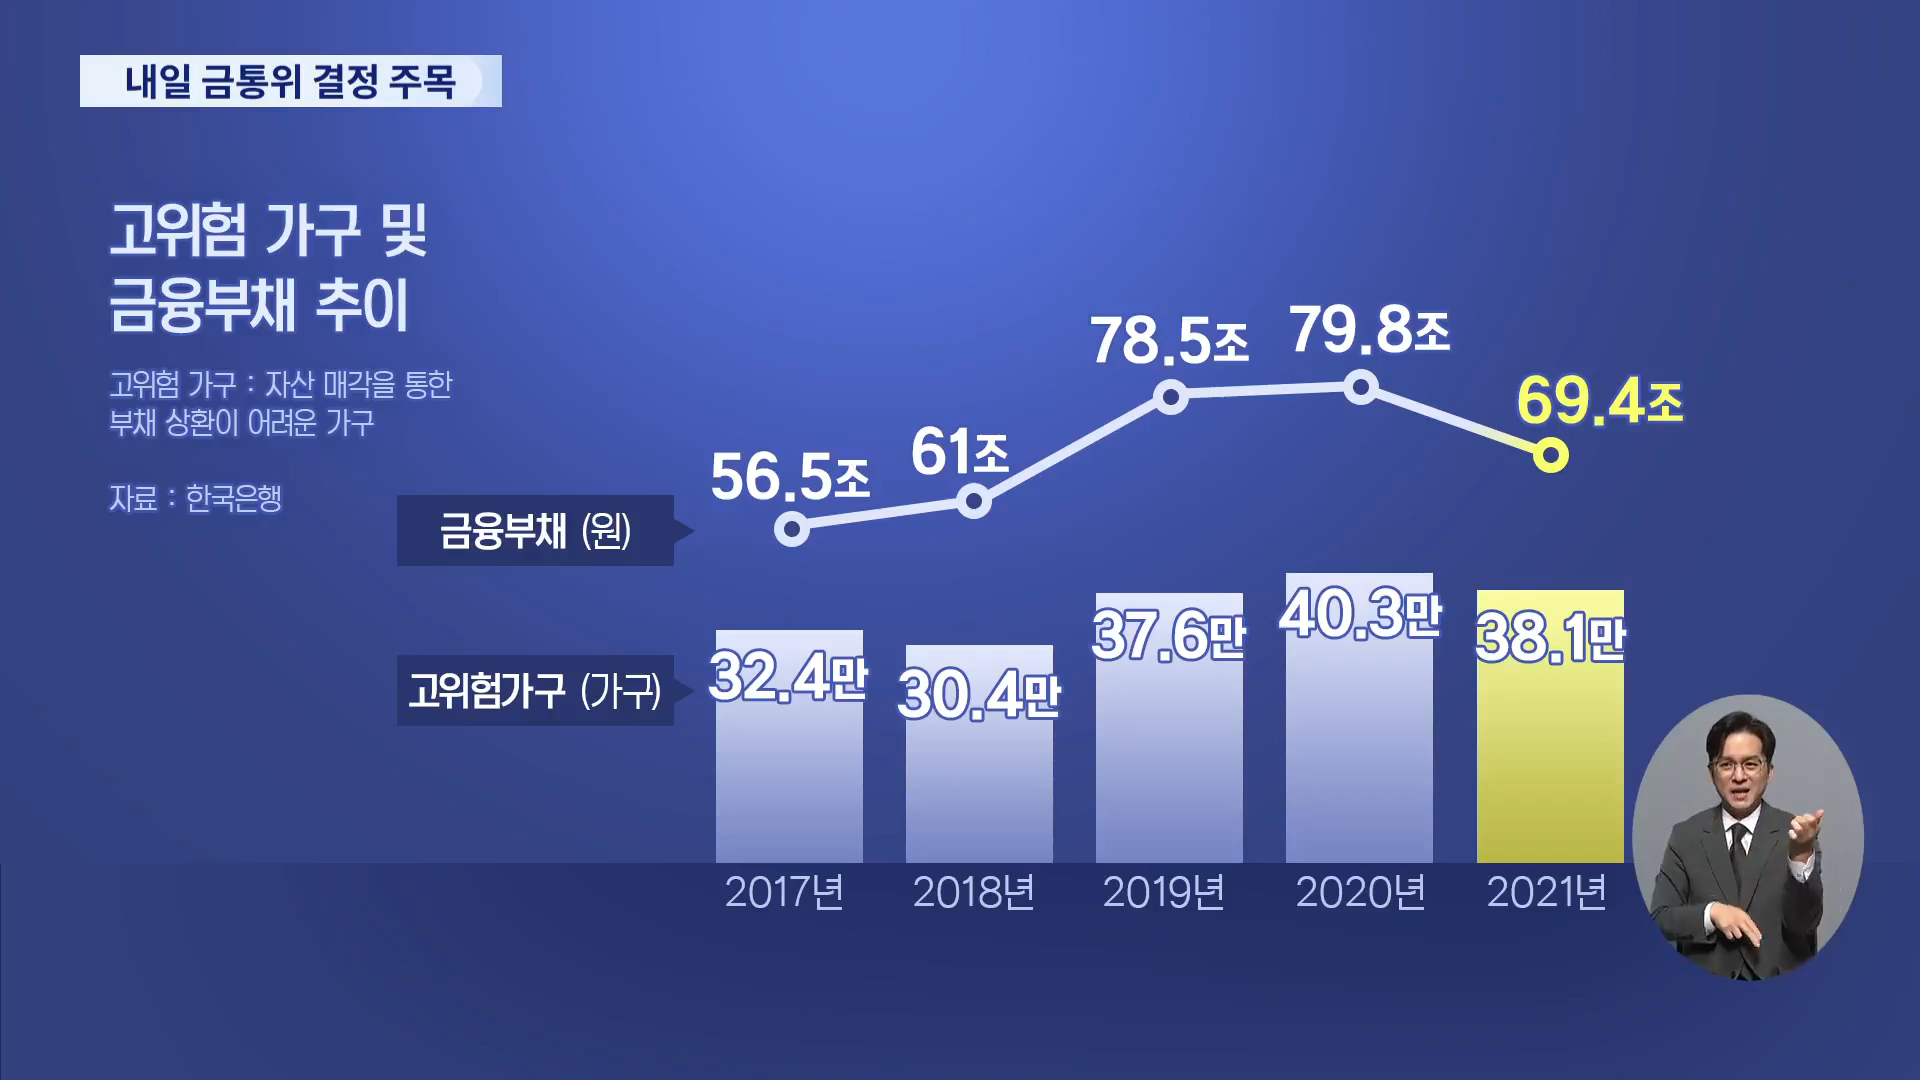 내일 금통위 결정 주목
고위험 가구 및
금융부채 추이
고위험 가구 : 자산 매각을 통한
부채 상환이 어려운 가구
자료 : 한국은행
금융부채 (원)
56.5조
61조
78.5조
79.8조
69.4조
고위험가구 (가구)
32.4만
30.4만
37.6만
40.3만
38.1만
2017년
2018년
2019년
2020년
2021년